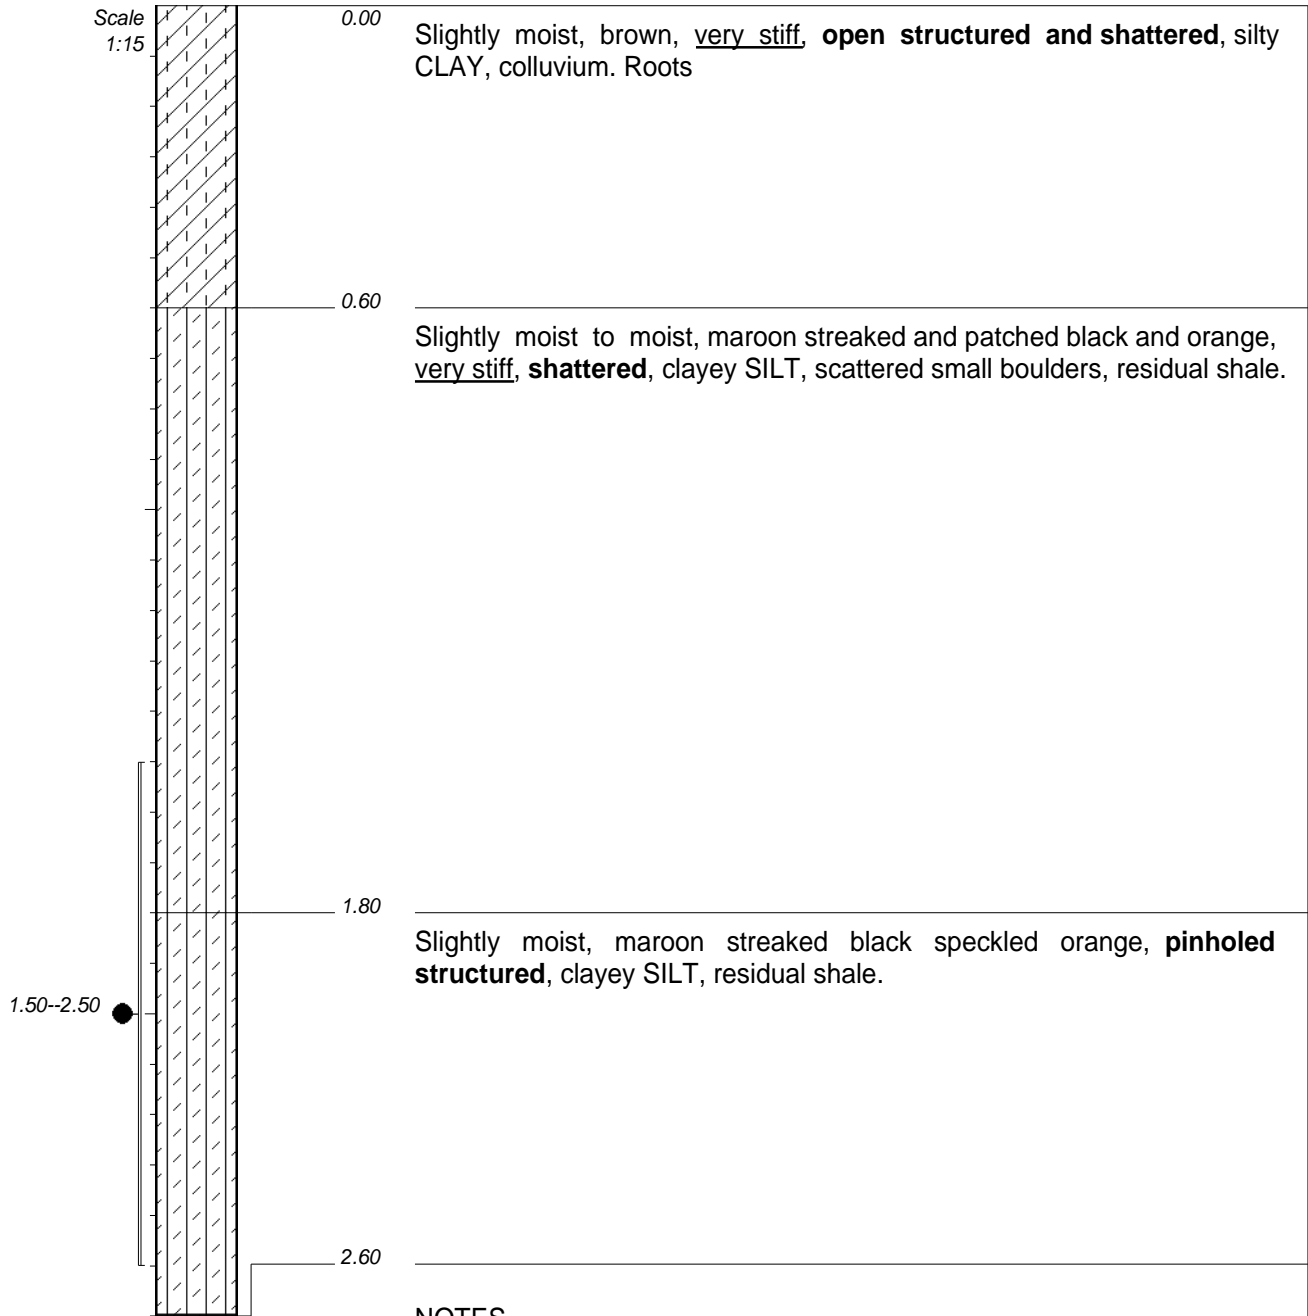 Scale
1:15
0.00
Slightly moist, brown, very stiff, open structured and shattered, silty
CLAY, colluvium. Roots
0.60
Slightly moist to moist, maroon streaked and patched black and orange,
very stiff, shattered, clayey SILT, scattered small boulders, residual shale.
1.80
Slightly moist, maroon streaked black speckled orange, pinholed
structured, clayey SILT, residual shale.
1.50--2.50
2.60
NOTES